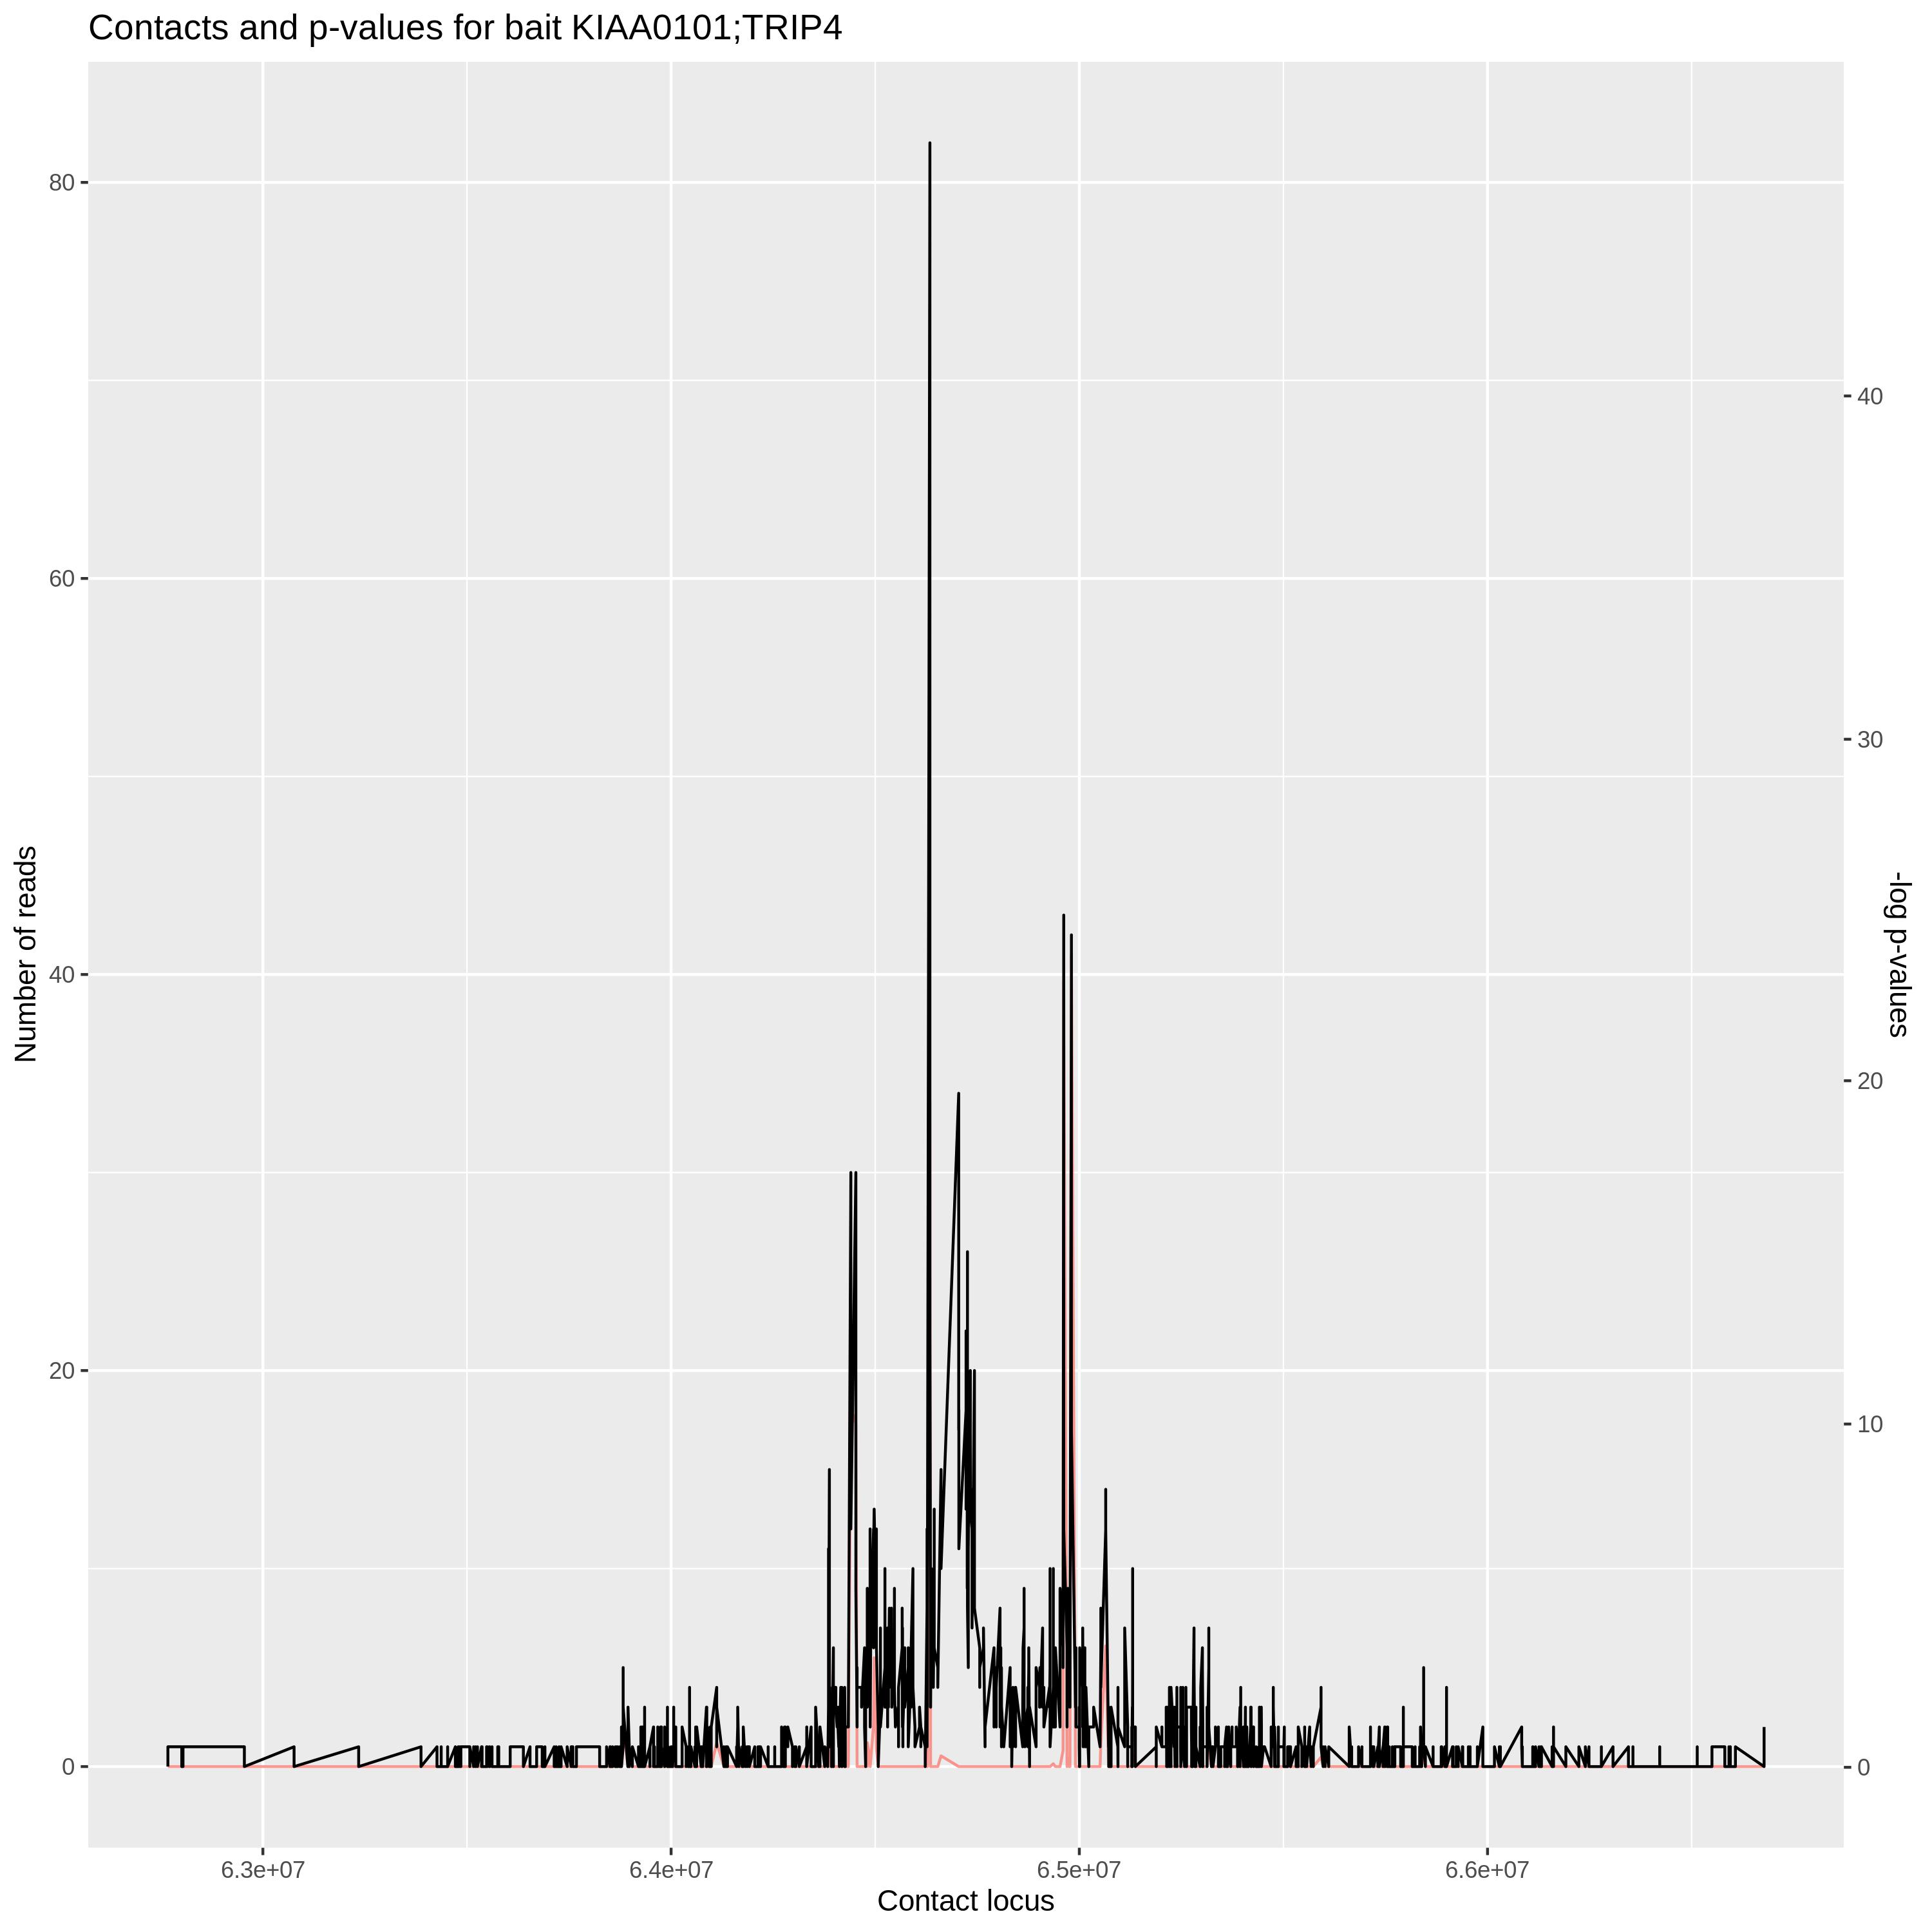 Contacts and p-values for bait KIAA0101;TRIP4
80
60
40
20
0
Number of reads
40
30
20
10
0
-log p-values
6.3e+07
6.4e+07
6.5e+07
6.6e+07
Contact locus